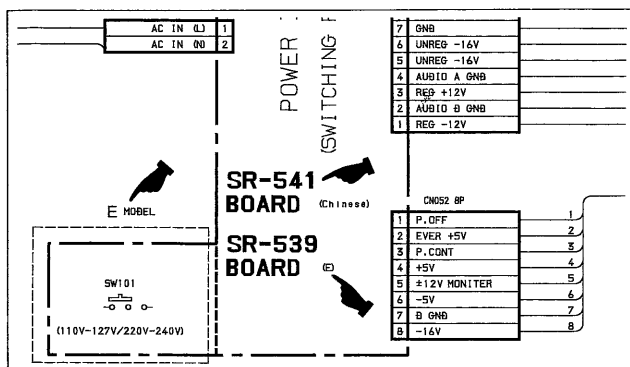 AC IN (L) 1
AC IN (N) 2
POWER
(SWITCHING
7 GND
6 UNREG -16V
5 UNREG -16V
4 AUDIO A GND
3 REG +12V
2 AUDIO D GND
1 REG -12V
E MODEL
SR-541
BOARD (Chinese)
SR-539
BOARD (E)
SW101
(110V-127V/220V-240V)
CN052 8P
1 P.OFF 1
2 EVER +5V 2
3 P.CONT 3
4 +5V 4
5 ±12V MONITER 5
6 -5V 6
7 D GND 7
8 -16V 8